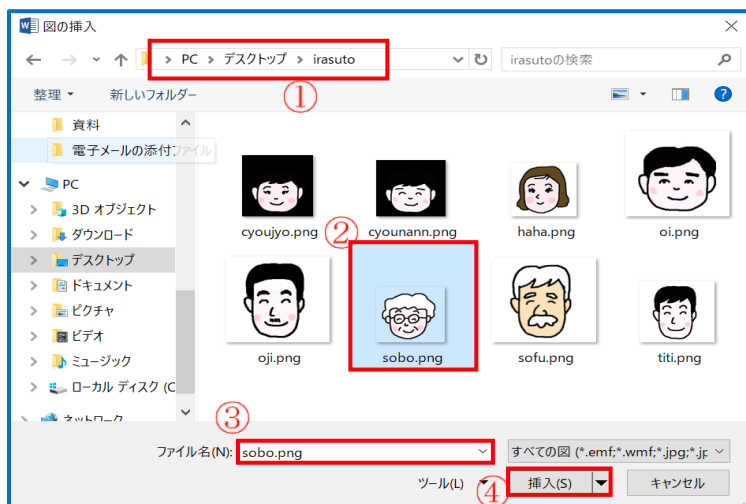 図の挿入
PC > デスクトップ > irasuto
irasutoの検索
①
整理
新しいフォルダー
資料
電子メールの添付ファイル
PC
3D オブジェクト
ダウンロード
デスクトップ
ドキュメント
ピクチャ
ビデオ
ミュージック
ローカル ディスク (C
ネットワーク
cyoujyo.png
cyounann.png
haha.png
oi.png
②
oji.png
sobo.png
sofu.png
titi.png
③
ファイル名(N):
sobo.png
すべての図 (*.emf;*.wmf;*.jpg;*.jp
ツール(L)
④
挿入(S)
キャンセル